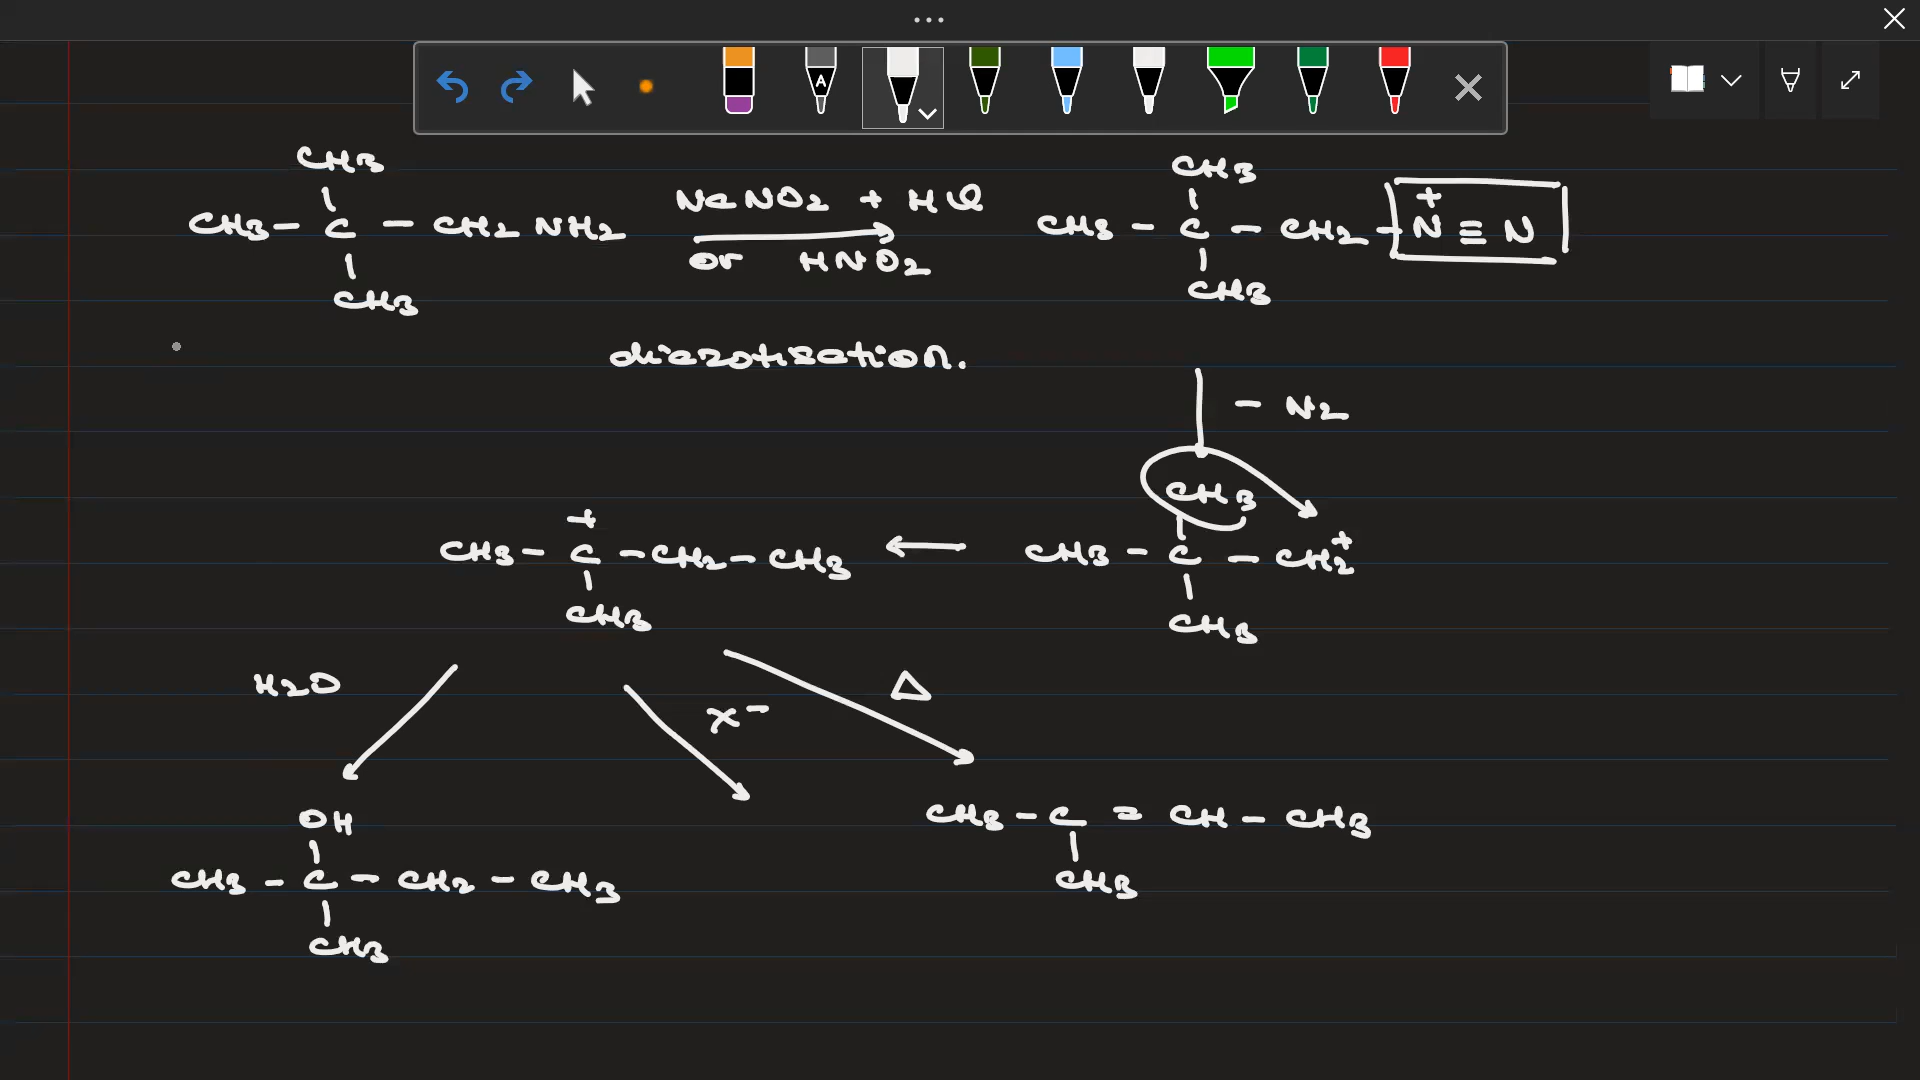 CH3
CH3 - C - CH2 NH2
CH3
NaNO2 + HCl
or HNO2
CH3
CH3 - C - CH2 - N+ ≡ N
CH3
diazotisation.
- N2
CH3
CH3 - C - CH2+
CH3
+
CH3 - C - CH2 - CH3
CH3
H2O
X-
Δ
OH
CH3 - C - CH2 - CH3
CH3
CH3 - C = CH - CH3
CH3